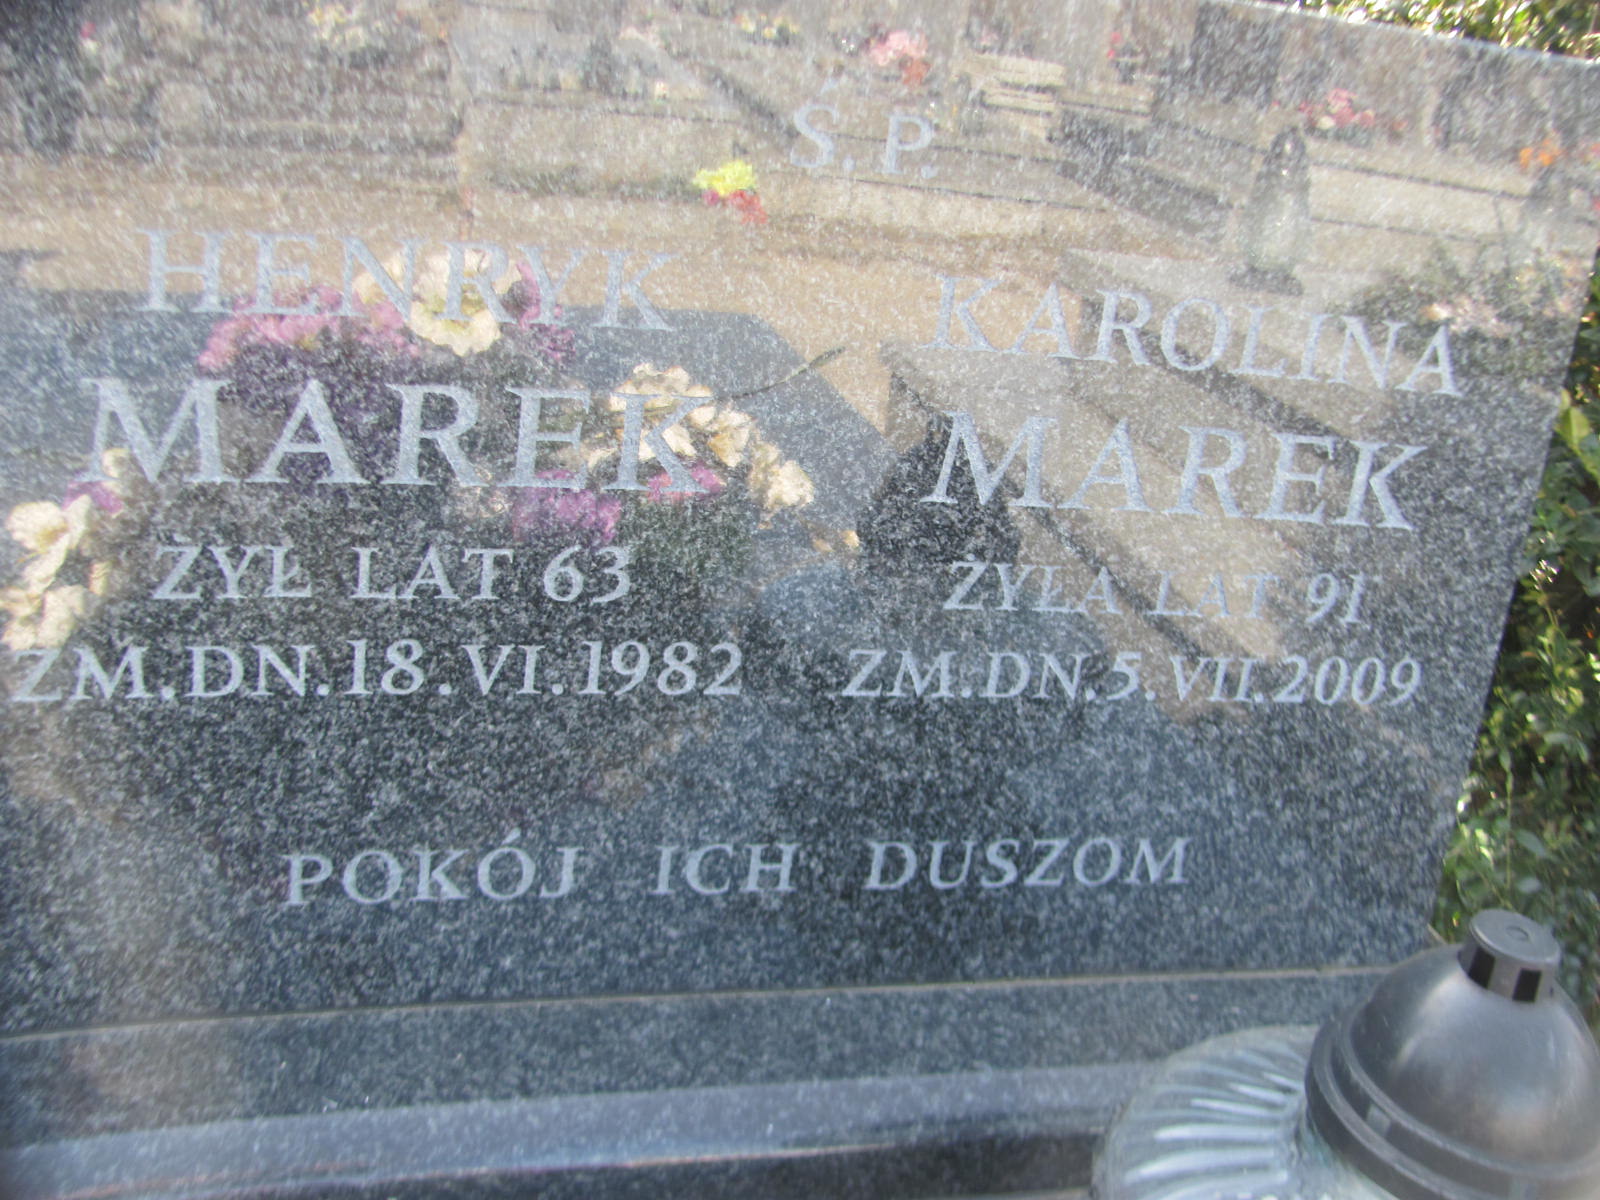 Ś.P.
HENRYK
MAREK
ŻYŁ LAT 63
ZM.DN.18.VI.1982
KAROLINA
MAREK
ŻYŁA LAT 91
ZM.DN.5.VII.2009
POKÓJ ICH DUSZOM